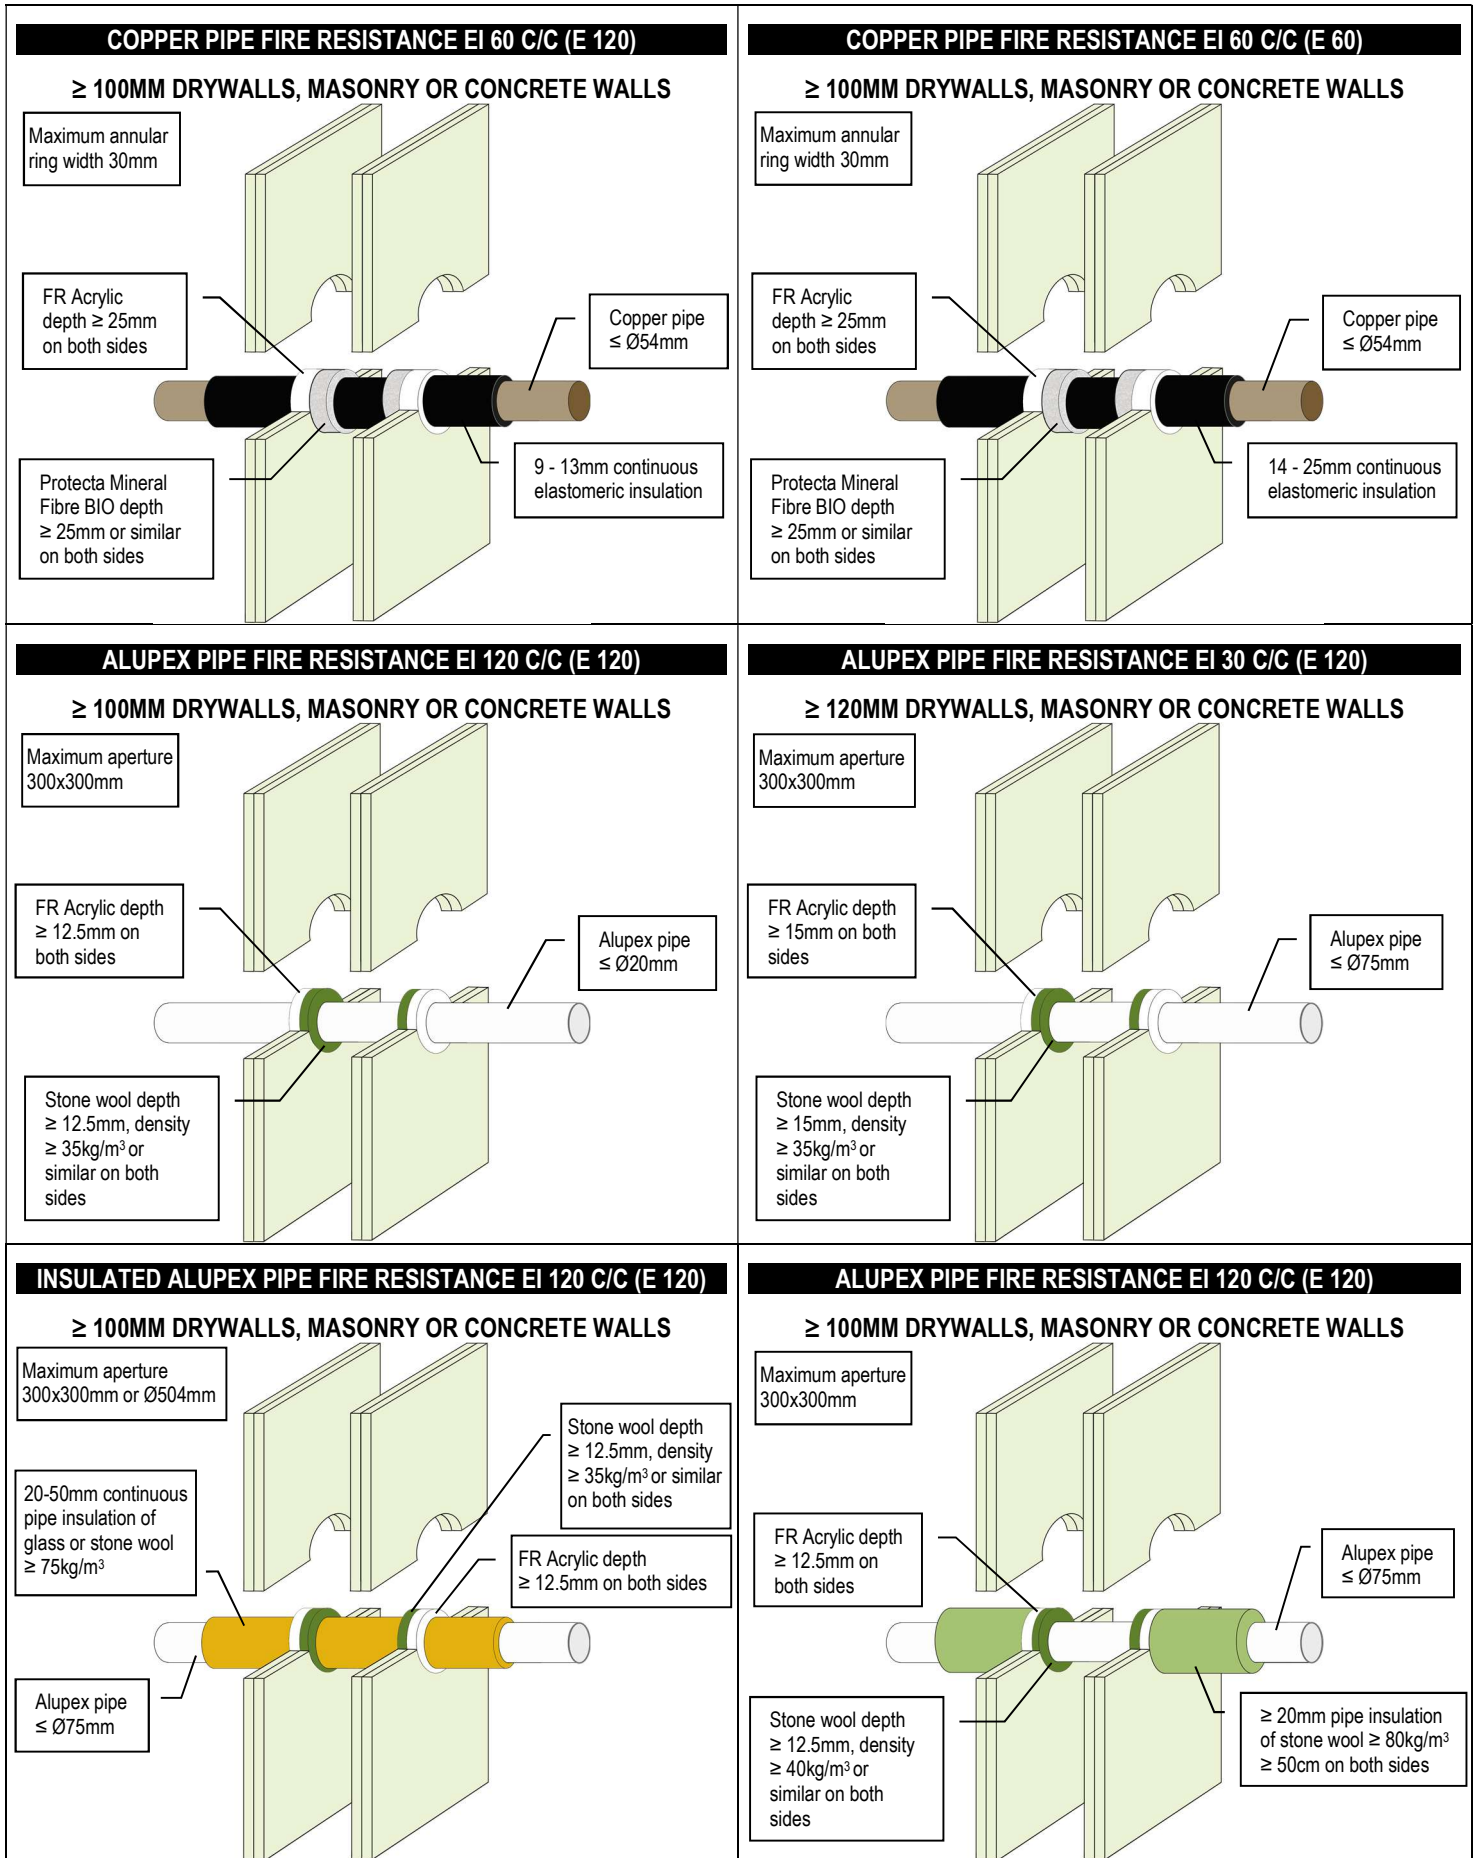 COPPER PIPE FIRE RESISTANCE EI 60 C/C (E 120)
≥ 100MM DRYWALLS, MASONRY OR CONCRETE WALLS
Maximum annular
ring width 30mm
FR Acrylic
depth ≥ 25mm
on both sides
Copper pipe
≤ Ø54mm
Protecta Mineral
Fibre BIO depth
≥ 25mm or similar
on both sides
9 - 13mm continuous
elastomeric insulation
COPPER PIPE FIRE RESISTANCE EI 60 C/C (E 60)
≥ 100MM DRYWALLS, MASONRY OR CONCRETE WALLS
Maximum annular
ring width 30mm
FR Acrylic
depth ≥ 25mm
on both sides
Copper pipe
≤ Ø54mm
Protecta Mineral
Fibre BIO depth
≥ 25mm or similar
on both sides
14 - 25mm continuous
elastomeric insulation
ALUPEX PIPE FIRE RESISTANCE EI 120 C/C (E 120)
≥ 100MM DRYWALLS, MASONRY OR CONCRETE WALLS
Maximum aperture
300x300mm
FR Acrylic depth
≥ 12.5mm on
both sides
Alupex pipe
≤ Ø20mm
Stone wool depth
≥ 12.5mm, density
≥ 35kg/m³ or
similar on both
sides
ALUPEX PIPE FIRE RESISTANCE EI 30 C/C (E 120)
≥ 120MM DRYWALLS, MASONRY OR CONCRETE WALLS
Maximum aperture
300x300mm
FR Acrylic depth
≥ 15mm on both
sides
Alupex pipe
≤ Ø75mm
Stone wool depth
≥ 15mm, density
≥ 35kg/m³ or
similar on both
sides
INSULATED ALUPEX PIPE FIRE RESISTANCE EI 120 C/C (E 120)
≥ 100MM DRYWALLS, MASONRY OR CONCRETE WALLS
Maximum aperture
300x300mm or Ø504mm
Stone wool depth
≥ 12.5mm, density
≥ 35kg/m³ or similar
on both sides
20-50mm continuous
pipe insulation of
glass or stone wool
≥ 75kg/m³
FR Acrylic depth
≥ 12.5mm on both sides
Alupex pipe
≤ Ø75mm
ALUPEX PIPE FIRE RESISTANCE EI 120 C/C (E 120)
≥ 100MM DRYWALLS, MASONRY OR CONCRETE WALLS
Maximum aperture
300x300mm
FR Acrylic depth
≥ 12.5mm on
both sides
Alupex pipe
≤ Ø75mm
Stone wool depth
≥ 12.5mm, density
≥ 40kg/m³ or
similar on both
sides
≥ 20mm pipe insulation
of stone wool ≥ 80kg/m³
≥ 50cm on both sides